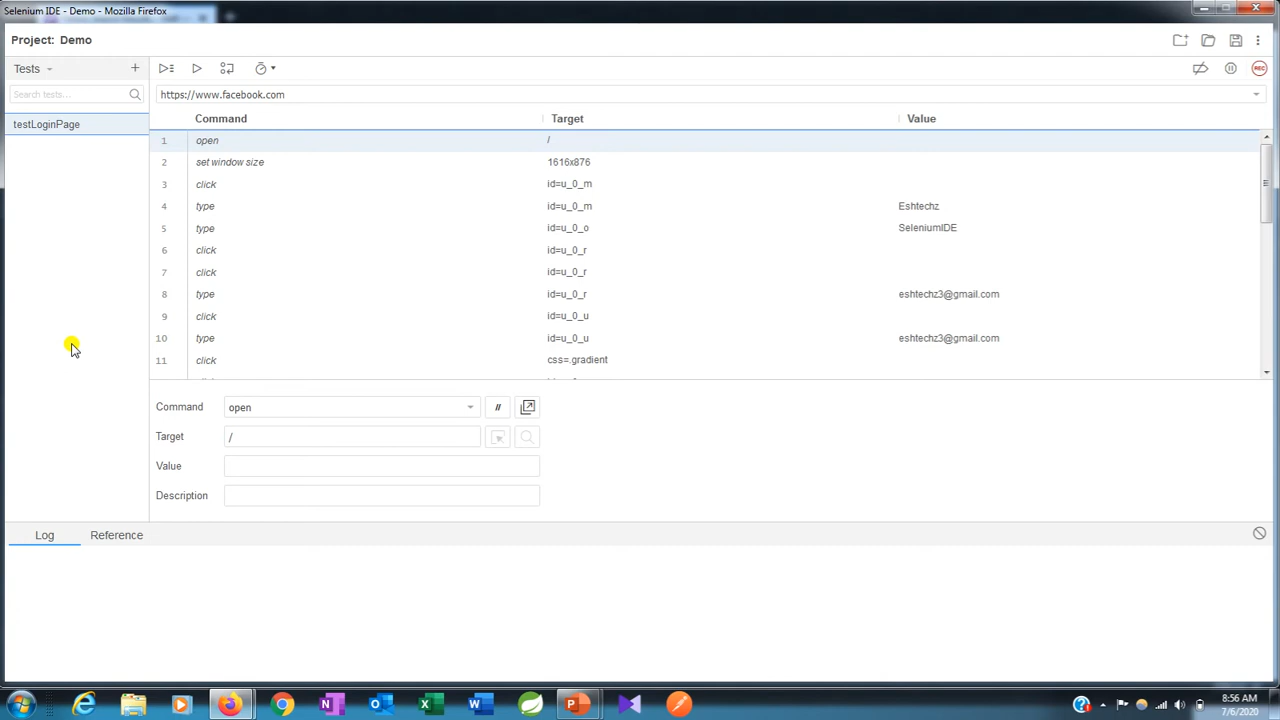 Selenium IDE - Demo - Mozilla Firefox
Project: Demo
Tests
+
Search tests...
https://www.facebook.com
REC
testLoginPage
Command Target Value
1 open /
2 set window size 1616x876
3 click id=u_0_m
4 type id=u_0_m Eshtechz
5 type id=u_0_o SeleniumIDE
6 click id=u_0_r
7 click id=u_0_r
8 type id=u_0_r eshtechz3@gmail.com
9 click id=u_0_u
10 type id=u_0_u eshtechz3@gmail.com
11 click css=.gradient
Command open //
Target /
Value
Description
Log Reference
8:56 AM
7/6/2020